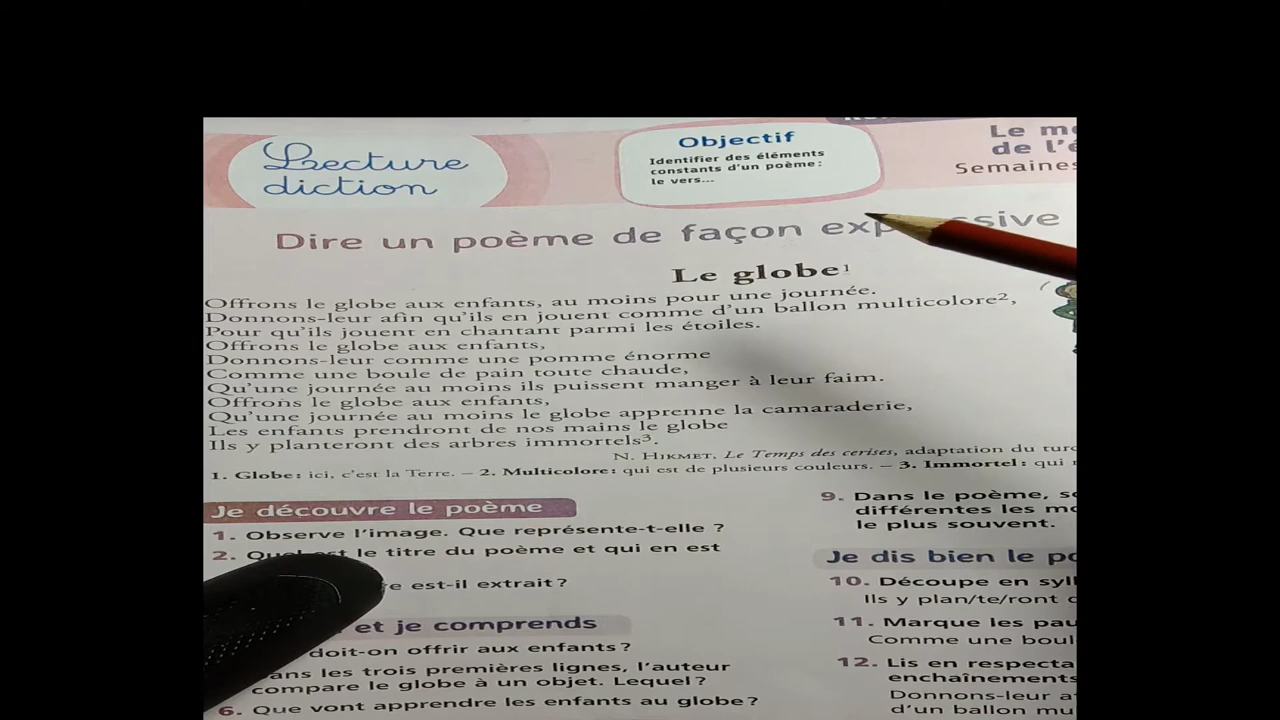 Lecture
diction
Objectif
Identifier des éléments
constants d'un poème :
le vers...
Le
de l'é
Semaines
Dire un poème de façon
Le globe¹
Offrons le globe aux enfants, au moins pour une journée.
Donnons-leur afin qu'ils en jouent comme d'un ballon multicolore²,
Pour qu'ils jouent en chantant parmi les étoiles.
Offrons le globe aux enfants,
Donnons-leur comme une pomme énorme
Comme une boule de pain toute chaude,
Qu'une journée au moins ils puissent manger à leur faim.
Offrons le globe aux enfants,
Qu'une journée au moins le globe apprenne la camaraderie,
Les enfants prendront de nos mains le globe
Ils y planteront des arbres immortels³.
N. HIKMET, Le Temps des cerises, adaptation du turc
1. Globe : ici, c'est la Terre. – 2. Multicolore : qui est de plusieurs couleurs. – 3. Immortel : qui
Je découvre le poème
1. Observe l'image. Que représente-t-elle ?
2. Quel est le titre du poème et qui en est
est-il extrait ?
et je comprends
doit-on offrir aux enfants ?
les trois premières lignes, l'auteur
compare le globe à un objet. Lequel ?
6. Que vont apprendre les enfants au globe ?
9. Dans le poème, so
différentes les mo
le plus souvent.
Je dis bien le po
10. Découpe en syl
Ils y plan/te/ront
11. Marque les pau
Comme une boul
12. Lis en respecta
enchaînements
Donnons-leur a
d'un ballon mu